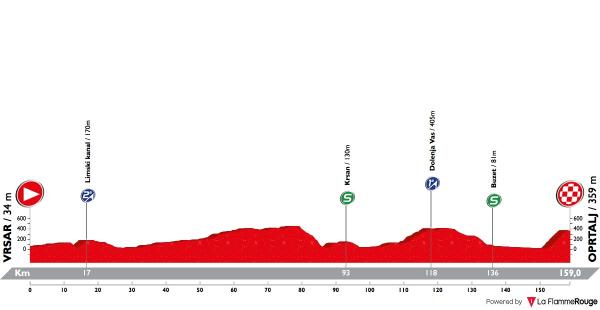 Limski kanal / 170m
Krsan / 130m
Dolenja Vas / 405m
Buzet / 81m
S
S
VRSAR / 34 m
OPRTALJ / 359 m
600
400
200
0
600
400
200
0
Km
17
93
118
136
159,0
0
10
20
30
40
50
60
70
80
90
100
110
120
130
140
150
Powered by LaFlammeRouge